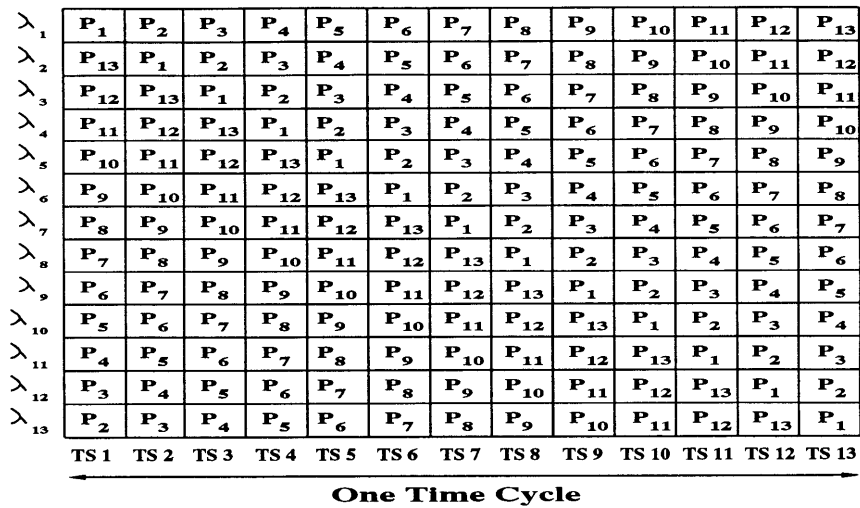 λ₁ P₁ P₂ P₃ P₄ P₅ P₆ P₇ P₈ P₉ P₁₀ P₁₁ P₁₂ P₁₃
λ₂ P₁₃ P₁ P₂ P₃ P₄ P₅ P₆ P₇ P₈ P₉ P₁₀ P₁₁ P₁₂
λ₃ P₁₂ P₁₃ P₁ P₂ P₃ P₄ P₅ P₆ P₇ P₈ P₉ P₁₀ P₁₁
λ₄ P₁₁ P₁₂ P₁₃ P₁ P₂ P₃ P₄ P₅ P₆ P₇ P₈ P₉ P₁₀
λ₅ P₁₀ P₁₁ P₁₂ P₁₃ P₁ P₂ P₃ P₄ P₅ P₆ P₇ P₈ P₉
λ₆ P₉ P₁₀ P₁₁ P₁₂ P₁₃ P₁ P₂ P₃ P₄ P₅ P₆ P₇ P₈
λ₇ P₈ P₉ P₁₀ P₁₁ P₁₂ P₁₃ P₁ P₂ P₃ P₄ P₅ P₆ P₇
λ₈ P₇ P₈ P₉ P₁₀ P₁₁ P₁₂ P₁₃ P₁ P₂ P₃ P₄ P₅ P₆
λ₉ P₆ P₇ P₈ P₉ P₁₀ P₁₁ P₁₂ P₁₃ P₁ P₂ P₃ P₄ P₅
λ₁₀ P₅ P₆ P₇ P₈ P₉ P₁₀ P₁₁ P₁₂ P₁₃ P₁ P₂ P₃ P₄
λ₁₁ P₄ P₅ P₆ P₇ P₈ P₉ P₁₀ P₁₁ P₁₂ P₁₃ P₁ P₂ P₃
λ₁₂ P₃ P₄ P₅ P₆ P₇ P₈ P₉ P₁₀ P₁₁ P₁₂ P₁₃ P₁ P₂
λ₁₃ P₂ P₃ P₄ P₅ P₆ P₇ P₈ P₉ P₁₀ P₁₁ P₁₂ P₁₃ P₁
TS 1 TS 2 TS 3 TS 4 TS 5 TS 6 TS 7 TS 8 TS 9 TS 10 TS 11 TS 12 TS 13
One Time Cycle